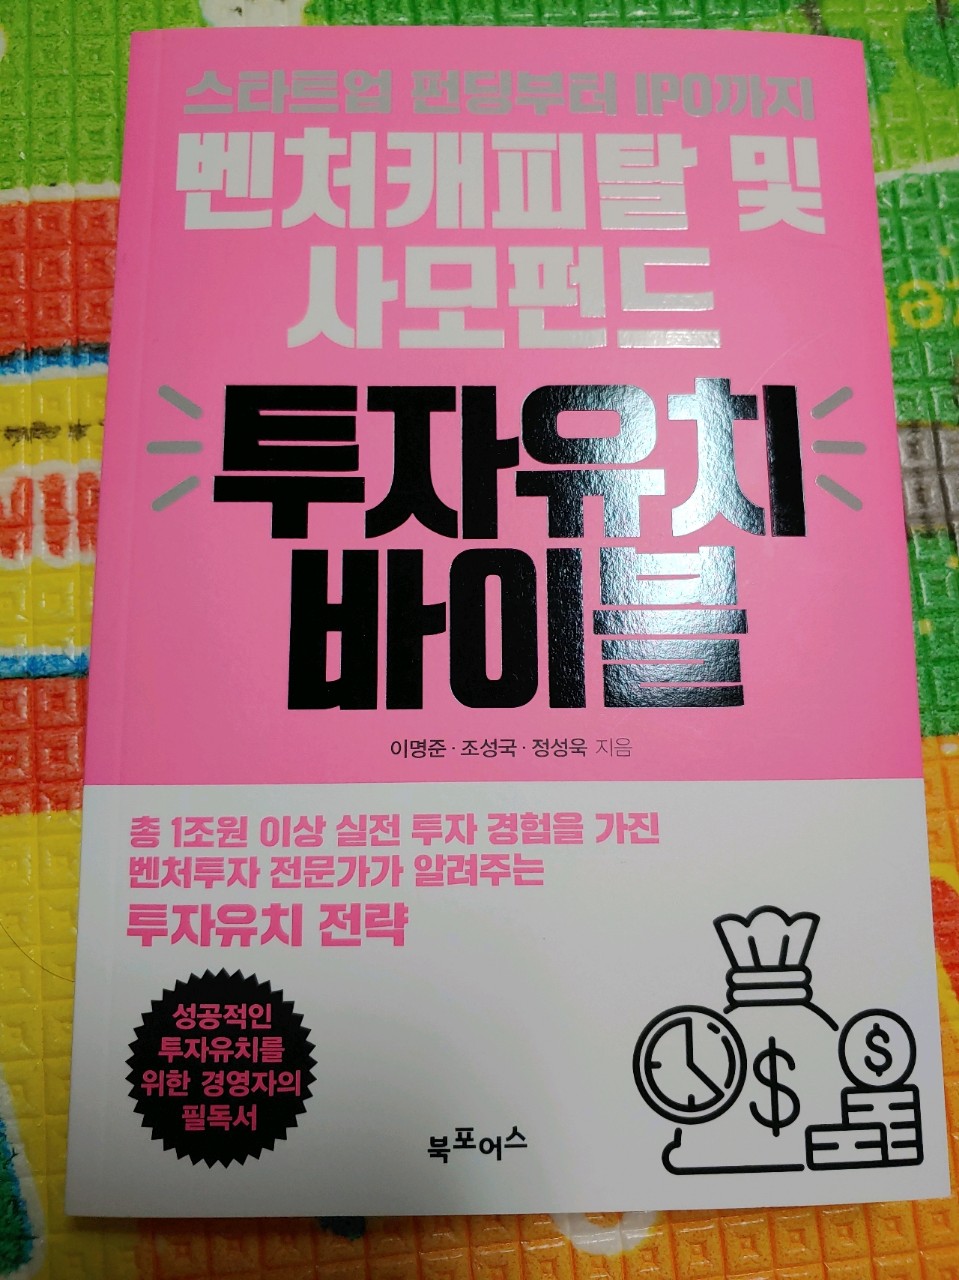 스타트업 펀딩부터 IPO까지
벤처캐피탈 및
사모펀드
투자유치
바이블
이명준 · 조성국 · 정성욱 지음
총 1조원 이상 실전 투자 경험을 가진
벤처투자 전문가가 알려주는
투자유치 전략
성공적인
투자유치를
위한 경영자의
필독서
북포어스